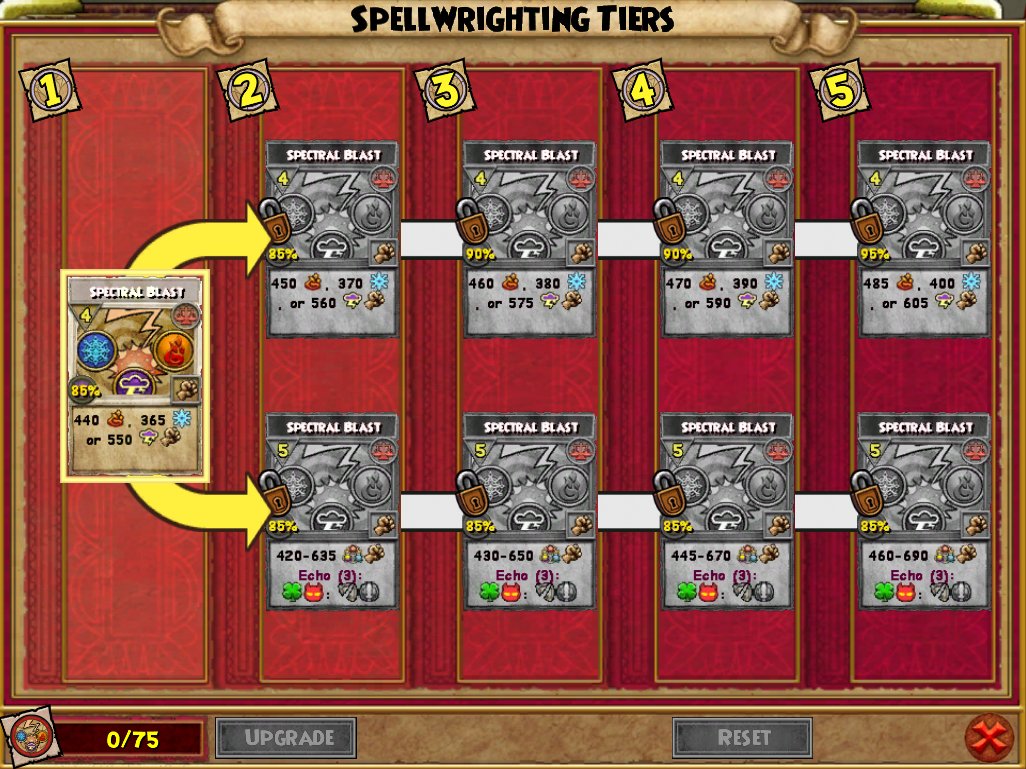 SPELLWRIGHTING TIERS
1
2
3
4
5
SPECTRAL BLAST
4
85%
440 , 365
or 550
SPECTRAL BLAST
4
85%
450 , 370
, or 560
SPECTRAL BLAST
4
90%
460 , 380
, or 575
SPECTRAL BLAST
4
90%
470 , 390
, or 590
SPECTRAL BLAST
4
95%
485 , 400
, or 605
SPECTRAL BLAST
5
85%
420-635
Echo (3):
:
SPECTRAL BLAST
5
85%
430-650
Echo (3):
:
SPECTRAL BLAST
5
85%
445-670
Echo (3):
:
SPECTRAL BLAST
5
85%
460-690
Echo (3):
:
0/75
UPGRADE
RESET